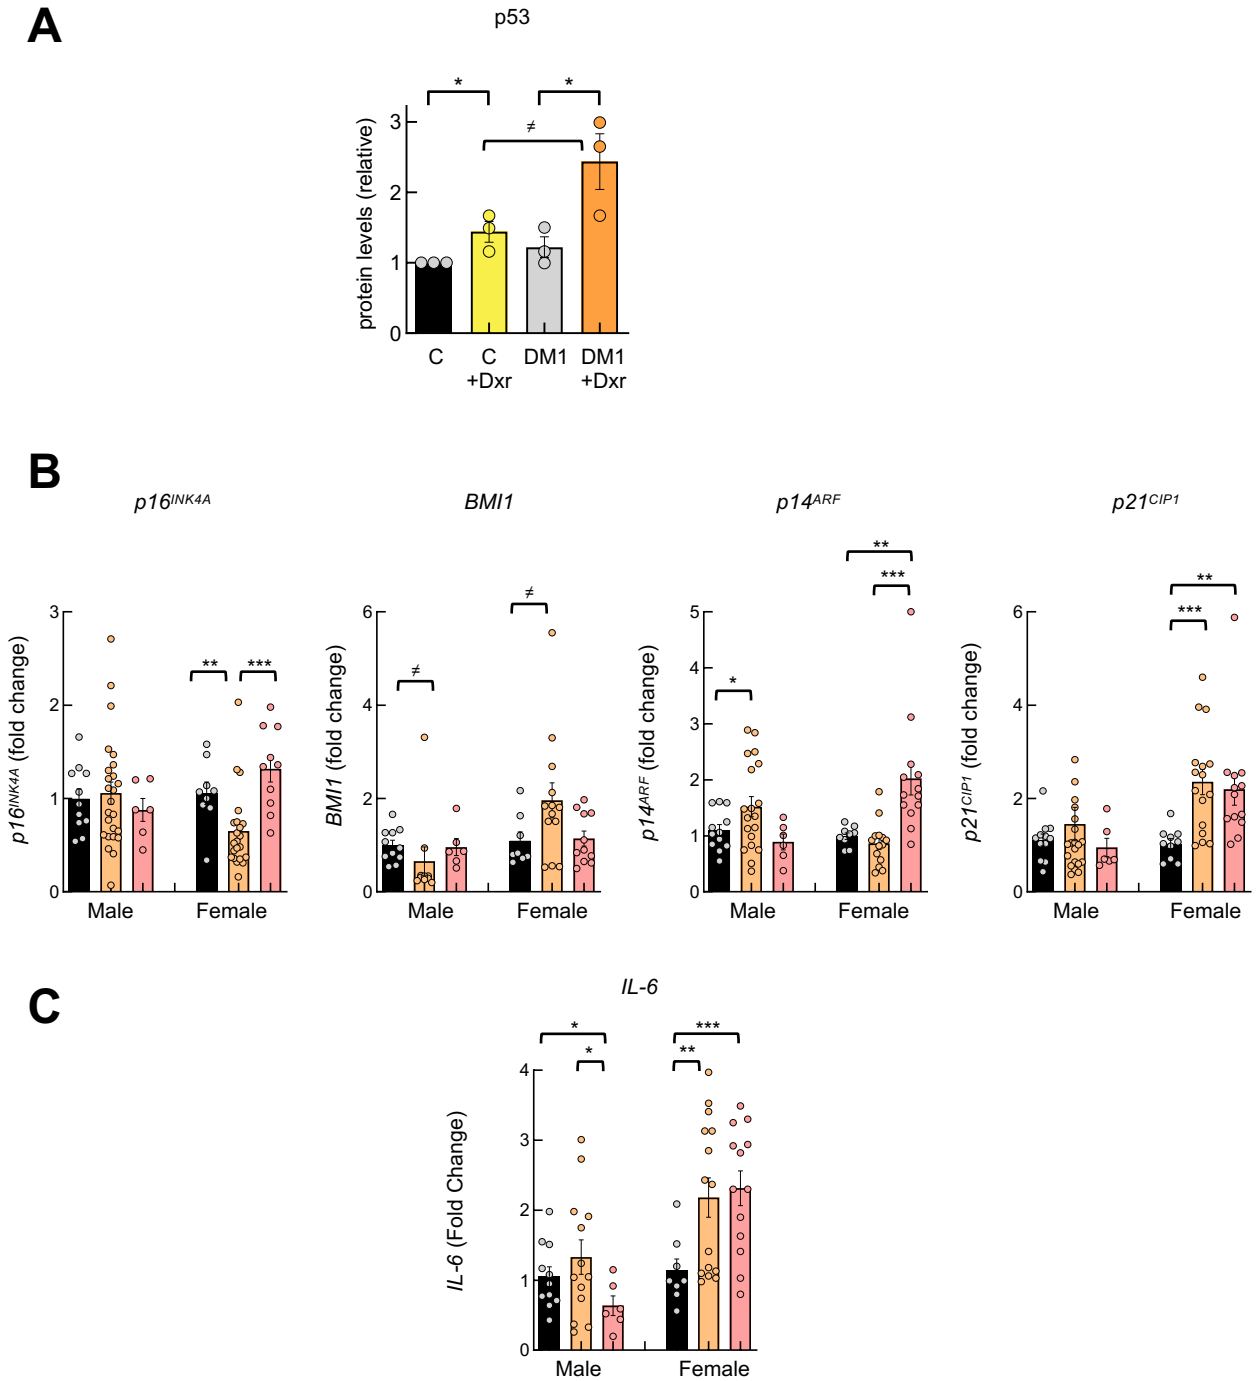 A
p53
* *
≠
protein levels (relative)
3
2
1
0
C C DM1 DM1
+Dxr +Dxr
B
p16INK4A
p16INK4A (fold change)
3
2
1
0
** ***
Male Female
BMI1
BMI1 (fold change)
6
4
2
0
≠
≠
Male Female
p14ARF
p14ARF (fold change)
5
4
3
2
1
0
**
***
*
Male Female
p21CIP1
p21CIP1 (fold change)
6
4
2
0
**
***
Male Female
C
IL-6
IL-6 (Fold Change)
4
3
2
1
0
* ***
* **
Male Female